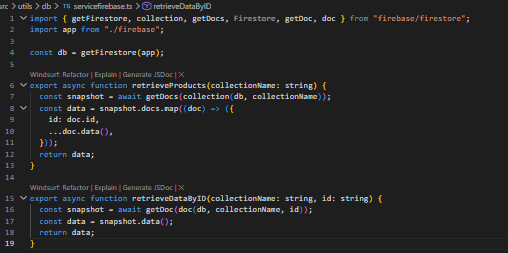 src > utils > db > servicefirebase.ts > retrieveDataByID
1 import { getFirestore, collection, getDocs, Firestore, getDoc, doc } from "firebase/firestore";
2 import app from "./firebase";
3
4 const db = getFirestore(app);
5
Windsurf: Refactor | Explain | Generate JSDoc | X
6 export async function retrieveProducts(collectionName: string) {
7 const snapshot = await getDocs(collection(db, collectionName));
8 const data = snapshot.docs.map((doc) => ({
9 id: doc.id,
10 ...doc.data(),
11 }));
12 return data;
13 }
14
Windsurf: Refactor | Explain | Generate JSDoc | X
15 export async function retrieveDataByID(collectionName: string, id: string) {
16 const snapshot = await getDoc(doc(db, collectionName, id));
17 const data = snapshot.data();
18 return data;
19 }